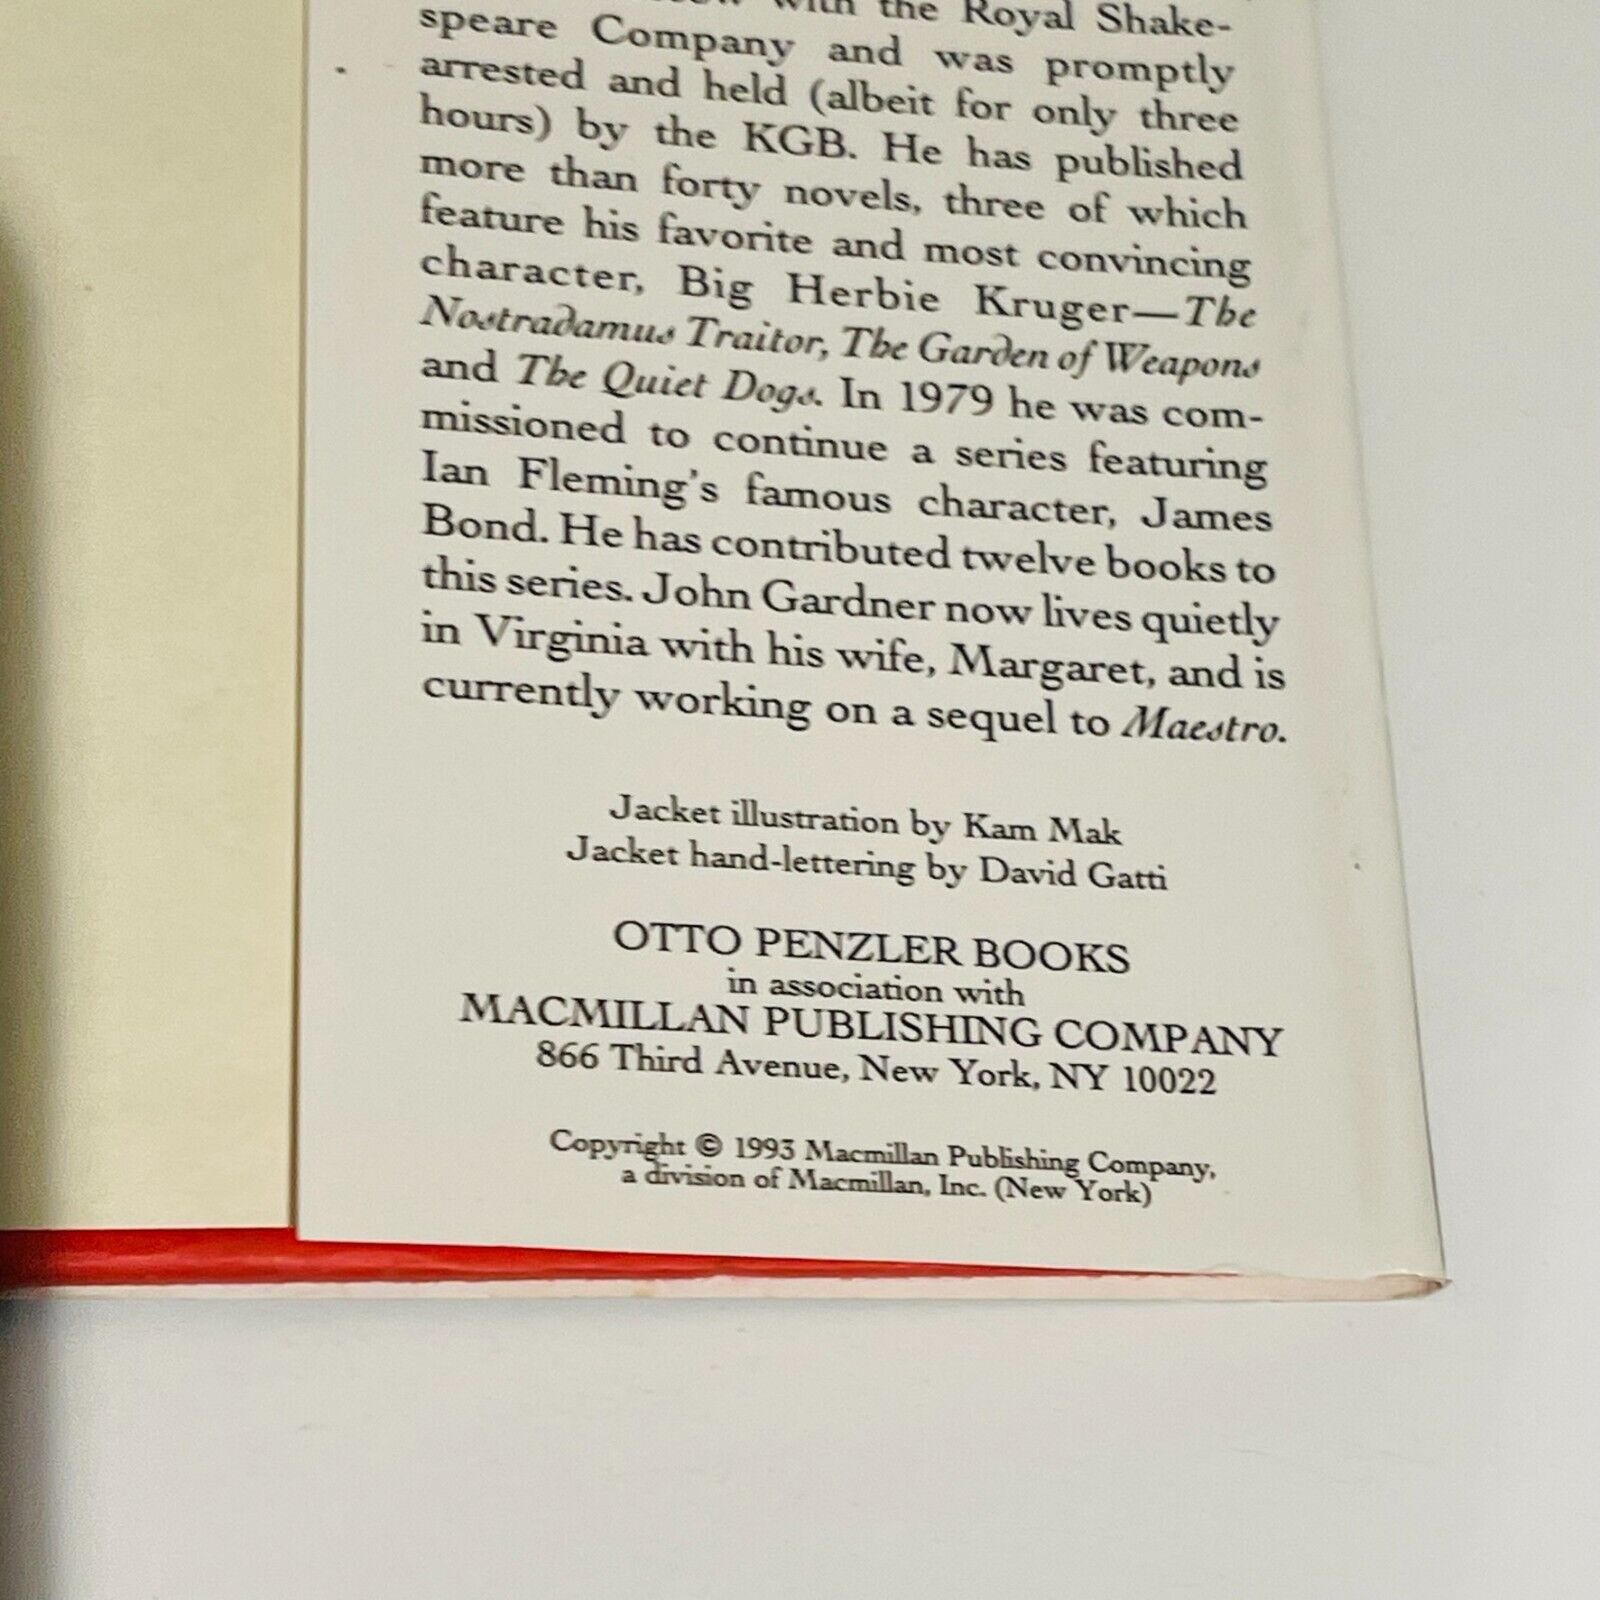 with the Royal Shake-
speare Company and was promptly
arrested and held (albeit for only three
hours) by the KGB. He has published
more than forty novels, three of which
feature his favorite and most convincing
character, Big Herbie Kruger—The
Nostradamus Traitor, The Garden of Weapons
and The Quiet Dogs. In 1979 he was com-
missioned to continue a series featuring
Ian Fleming's famous character, James
Bond. He has contributed twelve books to
this series. John Gardner now lives quietly
in Virginia with his wife, Margaret, and is
currently working on a sequel to Maestro.
Jacket illustration by Kam Mak
Jacket hand-lettering by David Gatti
OTTO PENZLER BOOKS
in association with
MACMILLAN PUBLISHING COMPANY
866 Third Avenue, New York, NY 10022
Copyright © 1993 Macmillan Publishing Company,
a division of Macmillan, Inc. (New York)